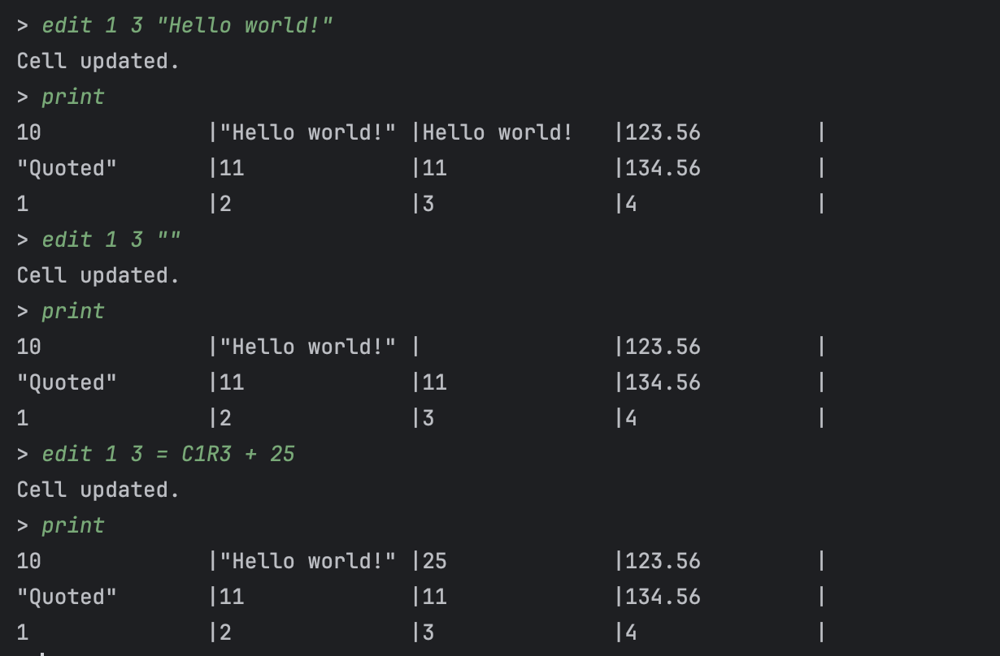 > edit 1 3 "Hello world!"
Cell updated.
> print
10              |"Hello world!" |Hello world!   |123.56         |
"Quoted"        |11             |11             |134.56         |
1               |2              |3              |4              |
> edit 1 3 ""
Cell updated.
> print
10              |"Hello world!" |               |123.56         |
"Quoted"        |11             |11             |134.56         |
1               |2              |3              |4              |
> edit 1 3 = C1R3 + 25
Cell updated.
> print
10              |"Hello world!" |25             |123.56         |
"Quoted"        |11             |11             |134.56         |
1               |2              |3              |4              |